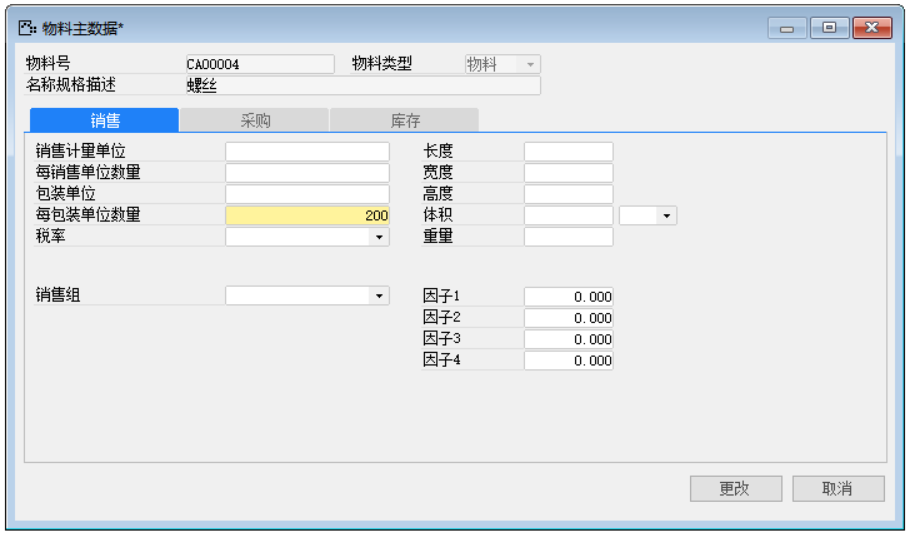 物料主数据*
物料号 CA00004 物料类型 物料
名称规格描述 螺丝
销售 采购 库存
销售计量单位 长度
每销售单位数量 宽度
包装单位 高度
每包装单位数量 200 体积
税率 重量
销售组 因子1 0.000
因子2 0.000
因子3 0.000
因子4 0.000
更改 取消